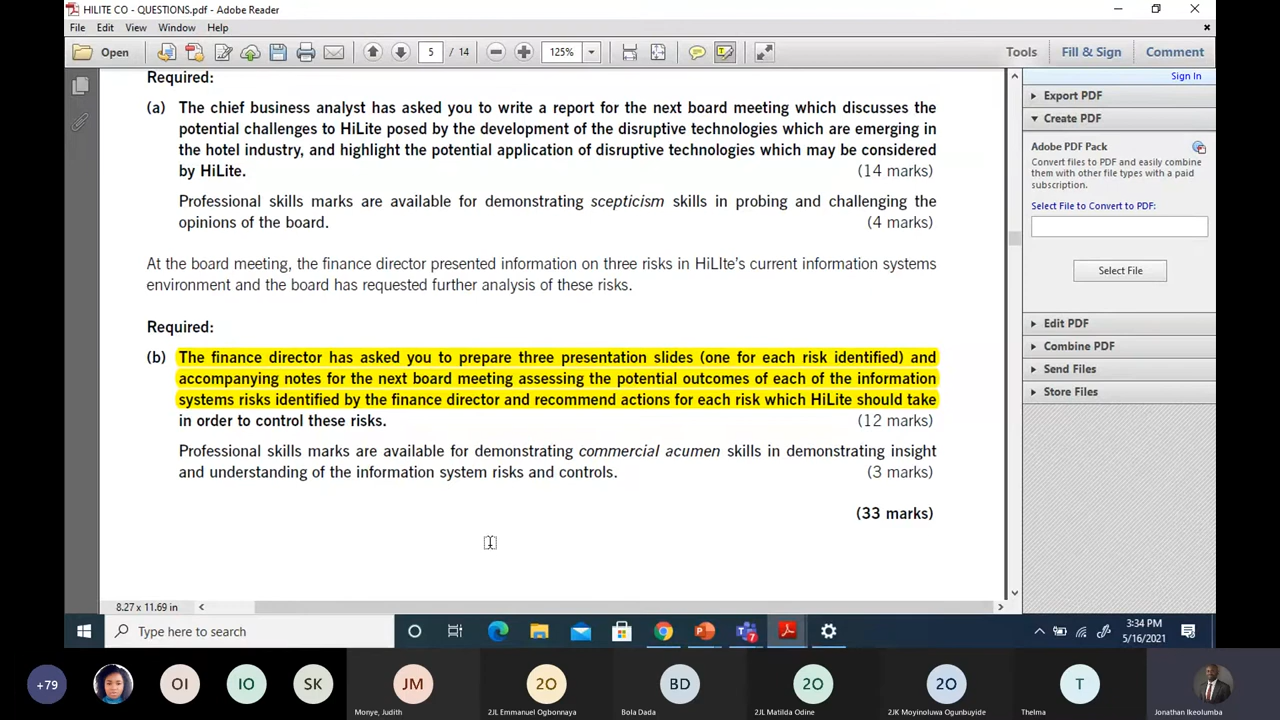 HILITE CO - QUESTIONS.pdf - Adobe Reader
File Edit View Window Help
Open 5 / 14 125% Tools Fill & Sign Comment
Required:
(a) The chief business analyst has asked you to write a report for the next board meeting which discusses the
potential challenges to HiLite posed by the development of the disruptive technologies which are emerging in
the hotel industry, and highlight the potential application of disruptive technologies which may be considered
by HiLite. (14 marks)
Professional skills marks are available for demonstrating scepticism skills in probing and challenging the
opinions of the board. (4 marks)
At the board meeting, the finance director presented information on three risks in HiLIte's current information systems
environment and the board has requested further analysis of these risks.
Required:
(b) The finance director has asked you to prepare three presentation slides (one for each risk identified) and
accompanying notes for the next board meeting assessing the potential outcomes of each of the information
systems risks identified by the finance director and recommend actions for each risk which HiLite should take
in order to control these risks. (12 marks)
Professional skills marks are available for demonstrating commercial acumen skills in demonstrating insight
and understanding of the information system risks and controls. (3 marks)
(33 marks)
8.27 x 11.69 in
Sign In
Export PDF
Create PDF
Adobe PDF Pack
Convert files to PDF and easily combine
them with other file types with a paid
subscription.
Select File to Convert to PDF:
Select File
Edit PDF
Combine PDF
Send Files
Store Files
Type here to search
7
3:34 PM
5/16/2021
+79 OI IO SK JM 2O BD 2O 2O T
Monye, Judith 2JL Emmanuel Ogbonnaya Bola Dada 2JL Matilda Odine 2JK Moyinoluwa Ogunbuyide Thelma Jonathan Ikeolumba